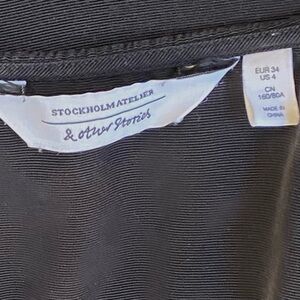 STOCKHOLM ATELIER
& other Stories
EUR 34
US 4
CN
160/80A
MADE IN
CHINA